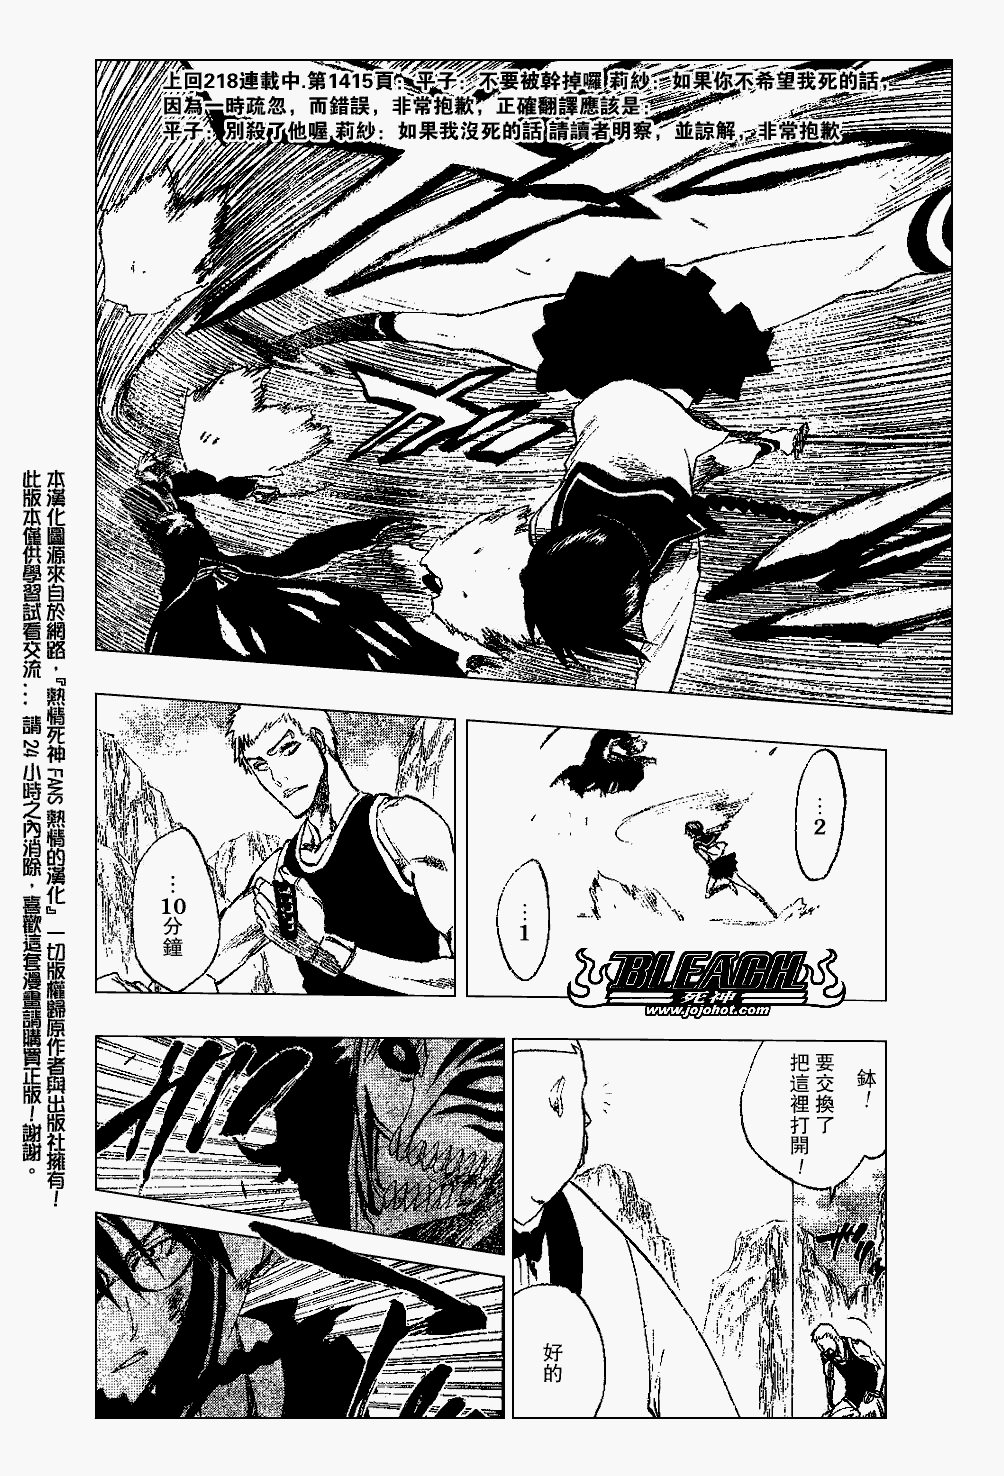 上回218連載中.第1415頁：平子：不要被幹掉囉 莉紗：如果你不希望我死的話，
因為一時疏忽，而錯誤，非常抱歉，正確翻譯應該是：
平子：別殺了他喔 莉紗：如果我沒死的話 請讀者明察，並諒解，非常抱歉
…2
…1
…10分鐘
BLEACH
死神
www.jojohot.com
鉢！
要交換了
把這裡打開！
好的
本漢化圖源來自於網路，『熱情死神 FANS 熱情的漢化』一切版權歸原作者與出版社擁有！
此版本僅供學習試看交流... 請 24 小時之內消除，喜歡這套漫畫請購買正版！謝謝。